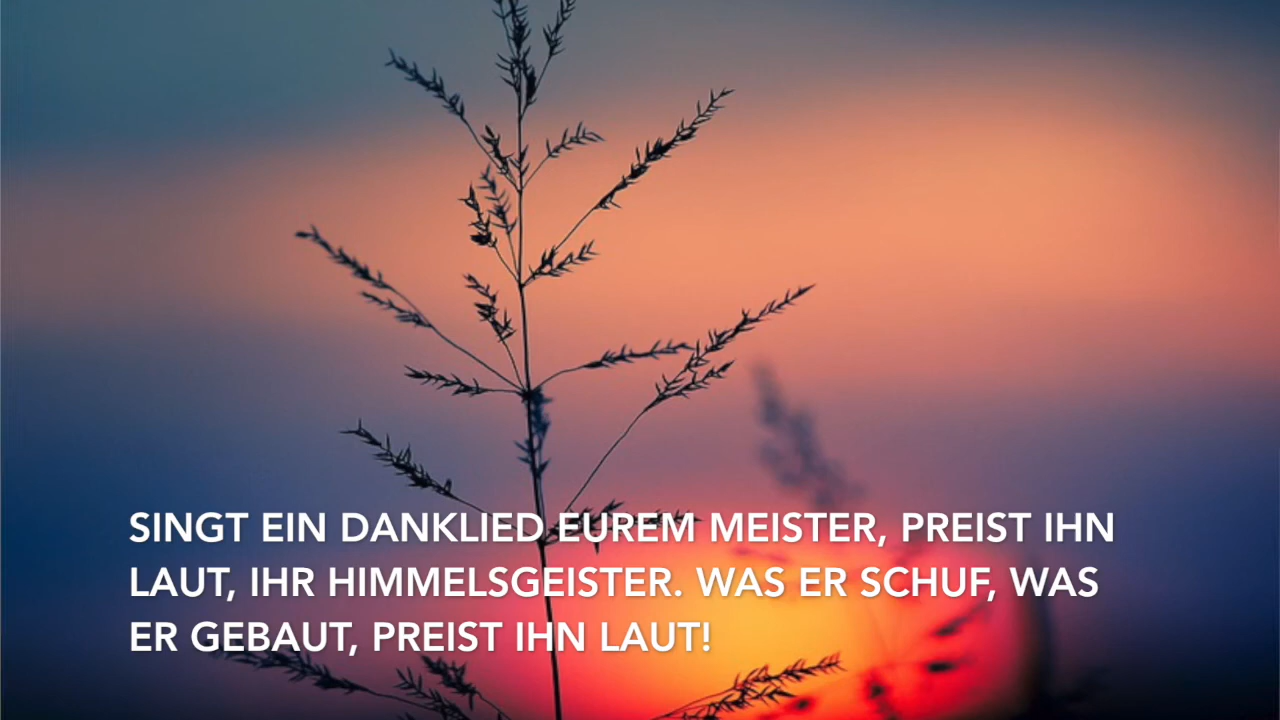 SINGT EIN DANKLIED EUREM MEISTER, PREIST IHN
LAUT, IHR HIMMELSGEISTER. WAS ER SCHUF, WAS
ER GEBAUT, PREIST IHN LAUT!